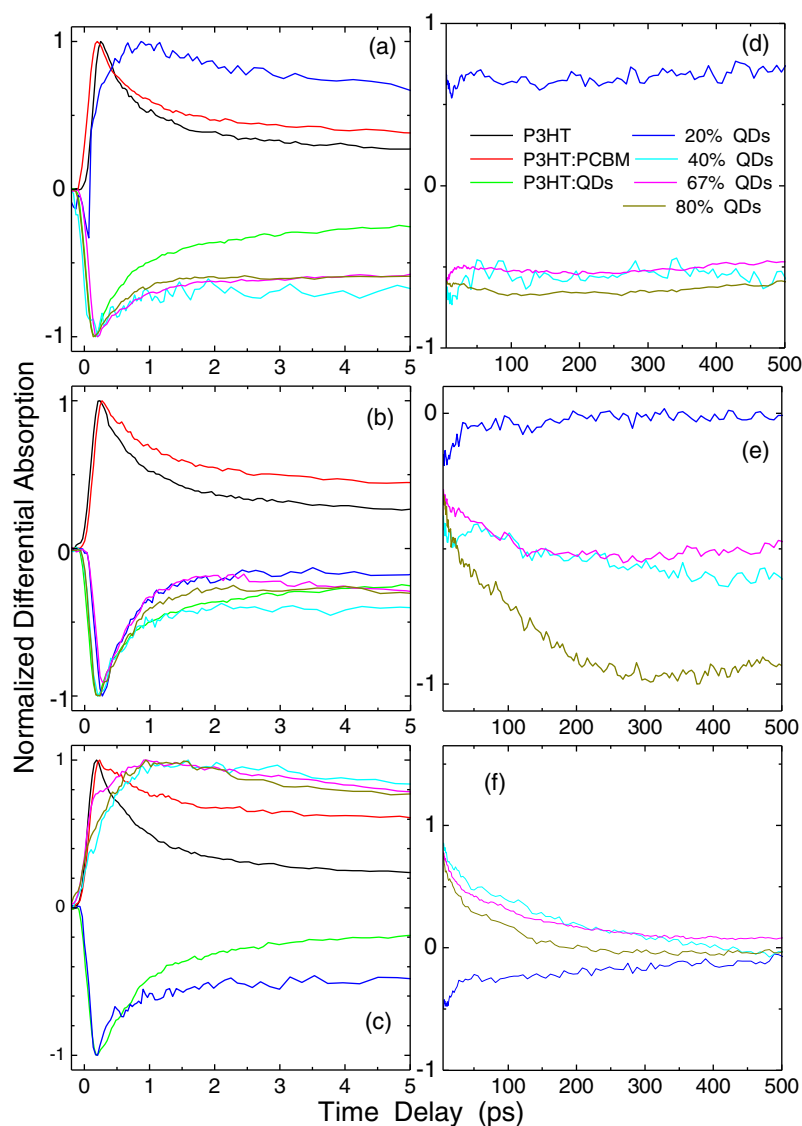 Normalized Differential Absorption
(a)
1
0
-1
0 1 2 3 4 5
(d)
1
0
-1
100 200 300 400 500
P3HT 20% QDs
P3HT:PCBM 40% QDs
P3HT:QDs 67% QDs
80% QDs
(b)
1
0
-1
0 1 2 3 4 5
(e)
0
-1
100 200 300 400 500
(c)
1
0
-1
0 1 2 3 4 5
(f)
1
0
-1
100 200 300 400 500
Time Delay (ps)